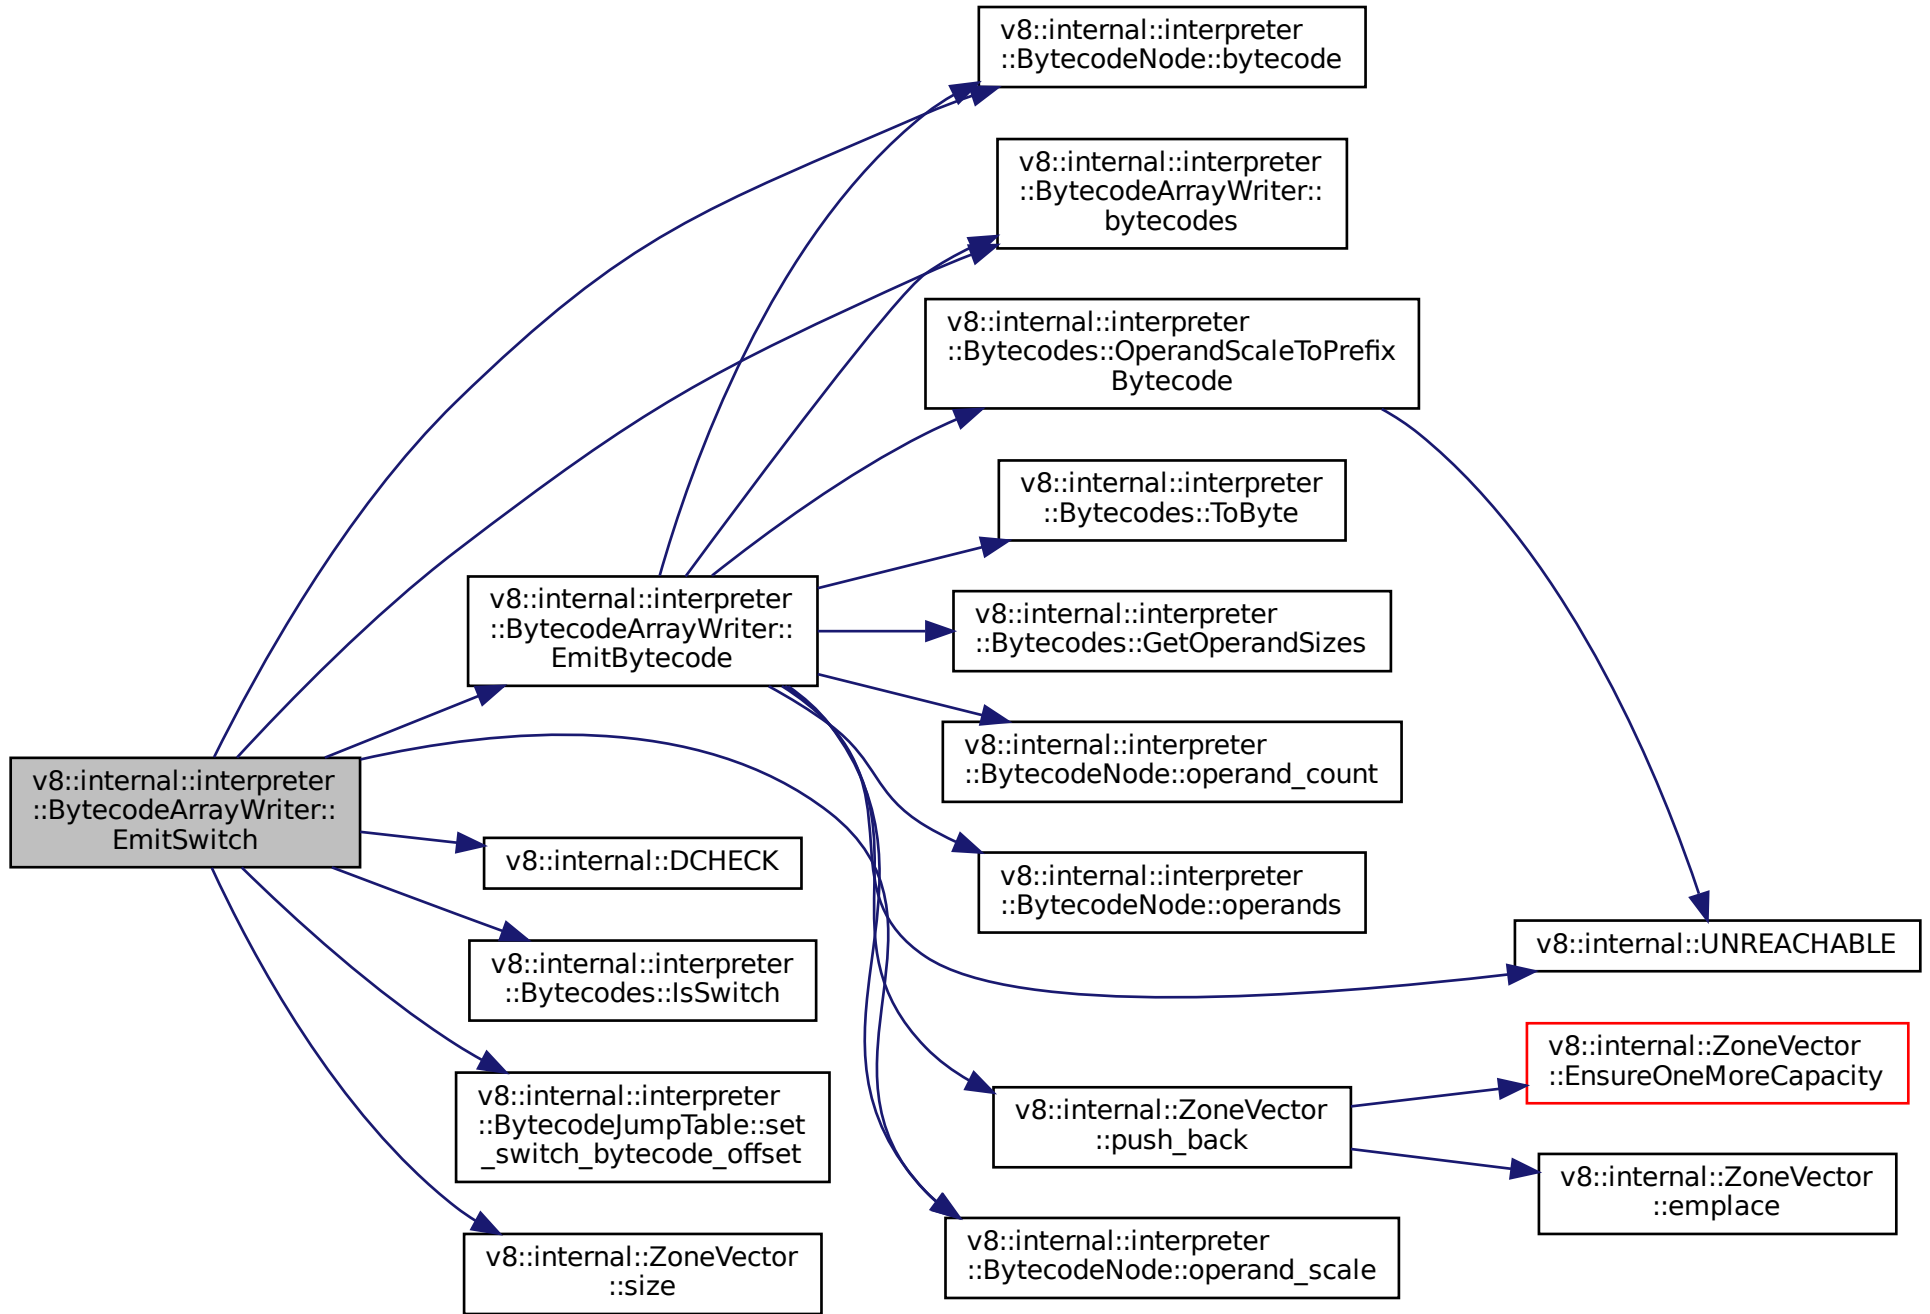 v8::internal::interpreter
::BytecodeNode::bytecode
v8::internal::interpreter
::BytecodeArrayWriter::
bytecodes
v8::internal::interpreter
::Bytecodes::OperandScaleToPrefix
Bytecode
v8::internal::interpreter
::Bytecodes::ToByte
v8::internal::interpreter
::BytecodeArrayWriter::
EmitBytecode
v8::internal::interpreter
::Bytecodes::GetOperandSizes
v8::internal::interpreter
::BytecodeNode::operand_count
v8::internal::interpreter
::BytecodeArrayWriter::
EmitSwitch
v8::internal::DCHECK
v8::internal::interpreter
::BytecodeNode::operands
v8::internal::UNREACHABLE
v8::internal::interpreter
::Bytecodes::IsSwitch
v8::internal::ZoneVector
::EnsureOneMoreCapacity
v8::internal::interpreter
::BytecodeJumpTable::set
_switch_bytecode_offset
v8::internal::ZoneVector
::push_back
v8::internal::ZoneVector
::emplace
v8::internal::ZoneVector
::size
v8::internal::interpreter
::BytecodeNode::operand_scale